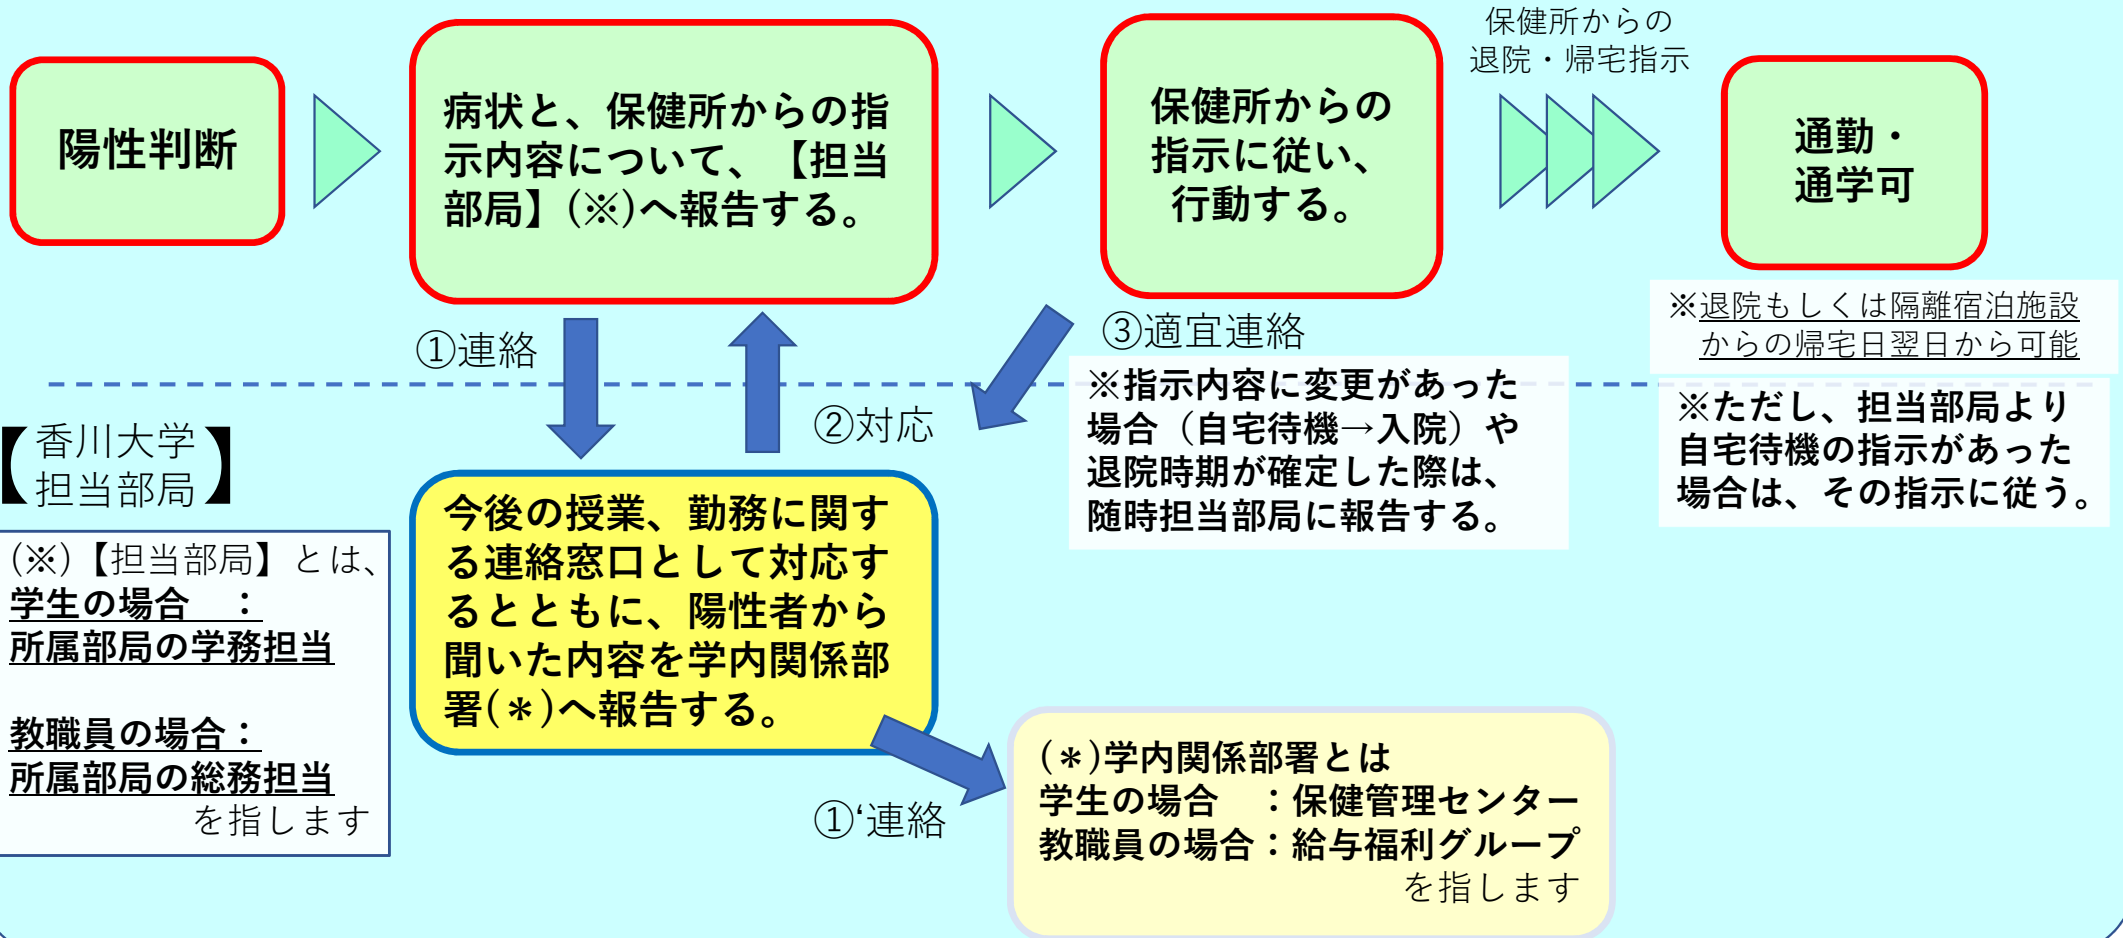 陽性判断
病状と、保健所からの指
示内容について、【担当
部局】(※)へ報告する。
保健所からの
指示に従い、
行動する。
保健所からの
退院・帰宅指示
通勤・
通学可
※退院もしくは隔離宿泊施設
からの帰宅日翌日から可能
※ただし、担当部局より
自宅待機の指示があった
場合は、その指示に従う。
①連絡
②対応
③適宜連絡
※指示内容に変更があった
場合（自宅待機→入院）や
退院時期が確定した際は、
随時担当部局に報告する。
【香川大学
担当部局】
(※)【担当部局】とは、
学生の場合　：
所属部局の学務担当
教職員の場合：
所属部局の総務担当
を指します
今後の授業、勤務に関す
る連絡窓口として対応す
るとともに、陽性者から
聞いた内容を学内関係部
署(＊)へ報告する。
①‘連絡
(＊)学内関係部署とは
学生の場合　：保健管理センター
教職員の場合：給与福利グループ
を指します